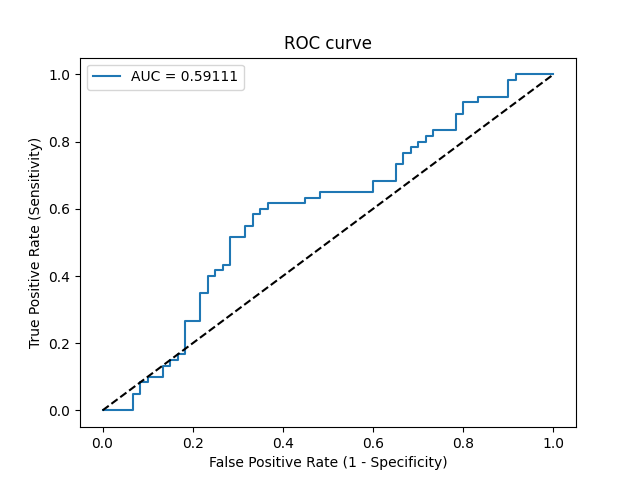 ROC curve
AUC = 0.59111
True Positive Rate (Sensitivity)
1.0
0.8
0.6
0.4
0.2
0.0
0.0 0.2 0.4 0.6 0.8 1.0
False Positive Rate (1 - Specificity)